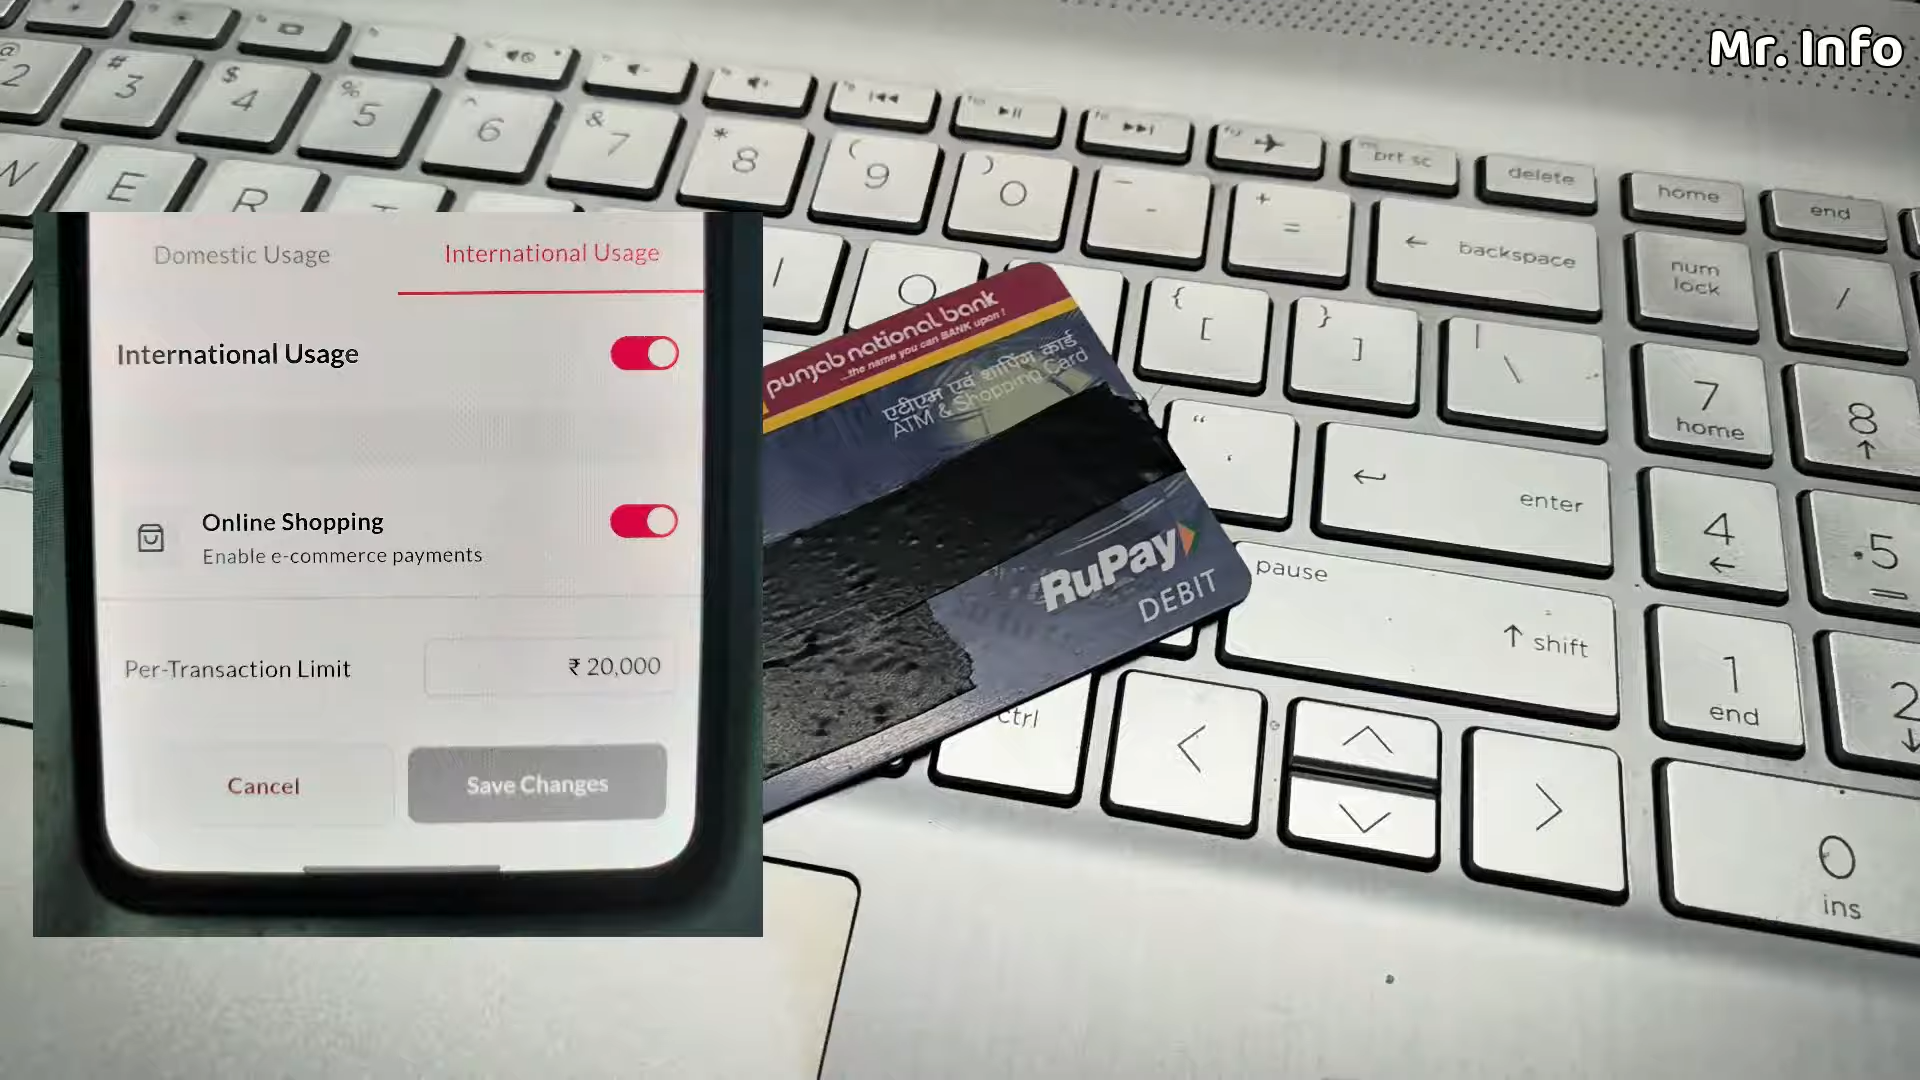 Mr. Info
@
2
#
3
$
4
%
5
^
6
&
7
*
8
(
9
)
0
-
+
=
prt sc
delete
home
end
W
E
R
T
O
{
[
}
]
|
\
← backspace
num
lock
/
7
home
8
↑
“
‘
enter
4
←
5
pause
↑ shift
1
end
2
↓
ctrl
0
ins
Domestic Usage
International Usage
International Usage
Online Shopping
Enable e-commerce payments
Per-Transaction Limit
₹ 20,000
Cancel
Save Changes
punjab national bank
...the name you can BANK upon !
एटीएम एवं शापिंग कार्ड
ATM & Shopping Card
RuPay
DEBIT